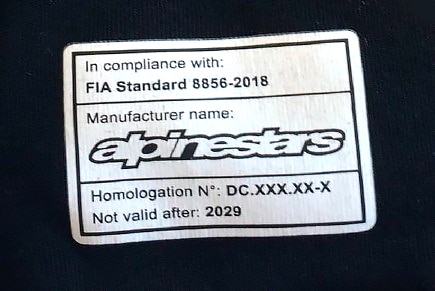 In compliance with:
FIA Standard 8856-2018
Manufacturer name:
alpinestars
Homologation N°: DC.XXX.XX-X
Not valid after: 2029